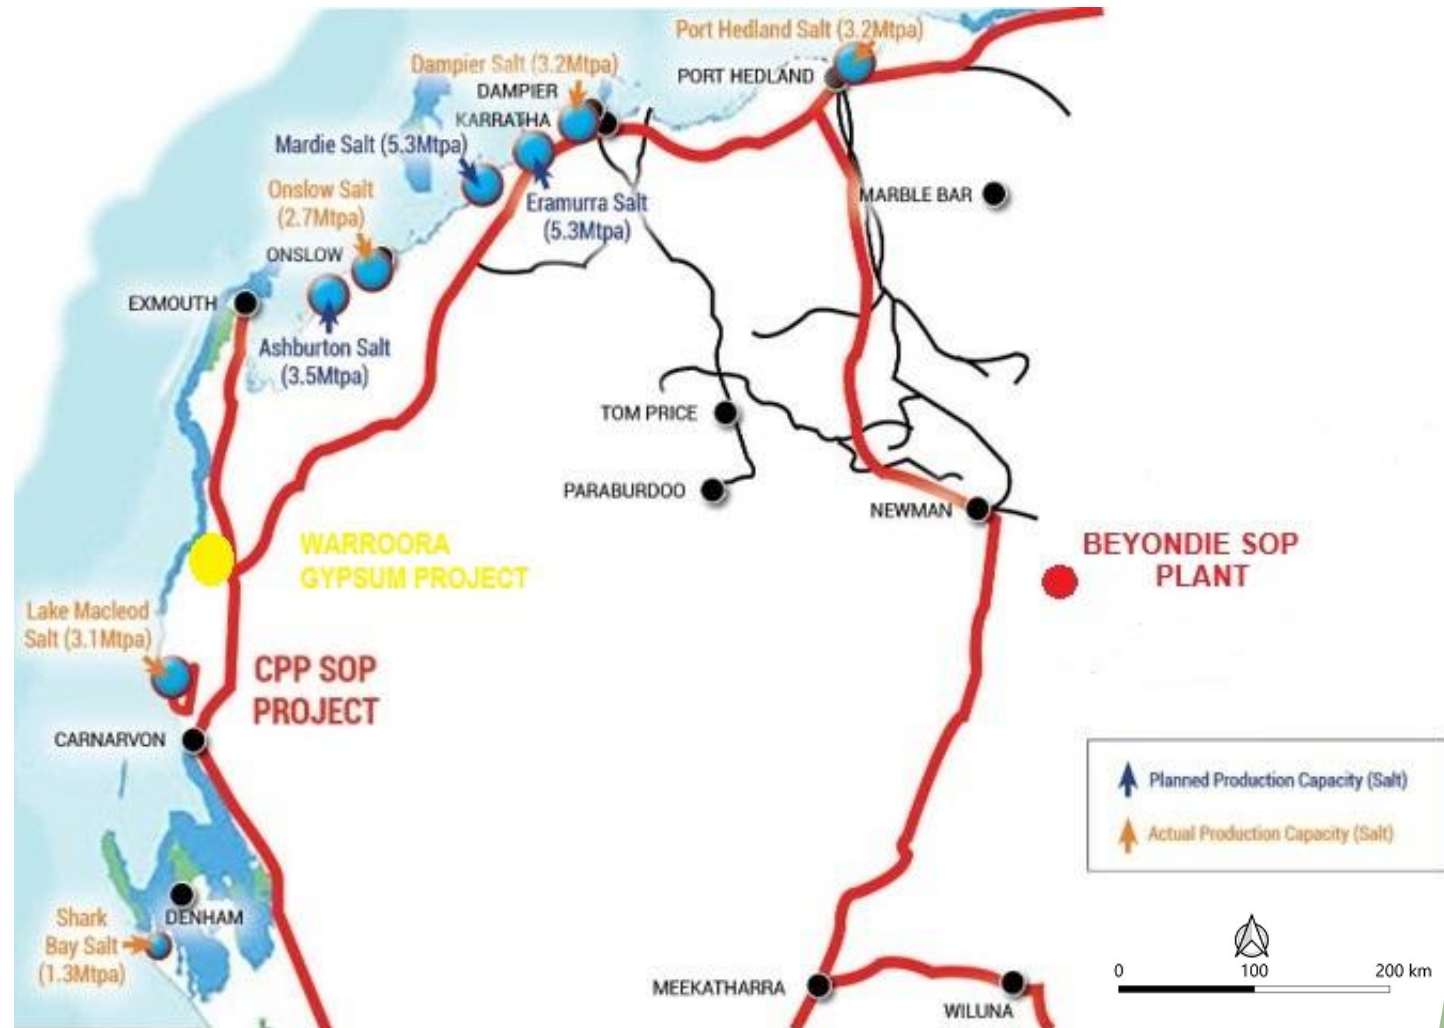 Port Hedland Salt (3.2Mtpa)
Dampier Salt (3.2Mtpa)
PORT HEDLAND
DAMPIER
KARRATHA
Mardie Salt (5.3Mtpa)
Onslow Salt
(2.7Mtpa)
Eramurra Salt
(5.3Mtpa)
MARBLE BAR
ONSLOW
EXMOUTH
Ashburton Salt
(3.5Mtpa)
TOM PRICE
PARABURDOO
NEWMAN
WARROORA
GYPSUM PROJECT
BEYONDIE SOP
PLANT
Lake Macleod
Salt (3.1Mtpa)
CPP SOP
PROJECT
CARNARVON
Planned Production Capacity (Salt)
Actual Production Capacity (Salt)
DENHAM
Shark
Bay Salt
(1.3Mtpa)
MEEKATHARRA
WILUNA
0 100 200 km